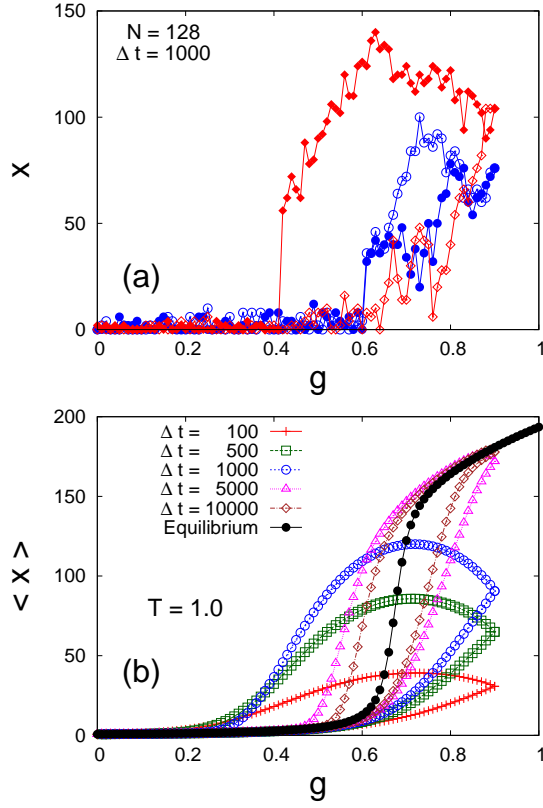 N = 128
Δ t = 1000
150
100
50
0
x
(a)
0 0.2 0.4 0.6 0.8 1
g
200
150
100
50
0
< x >
Δ t = 100
Δ t = 500
Δ t = 1000
Δ t = 5000
Δ t = 10000
Equilibrium
T = 1.0
(b)
0 0.2 0.4 0.6 0.8 1
g